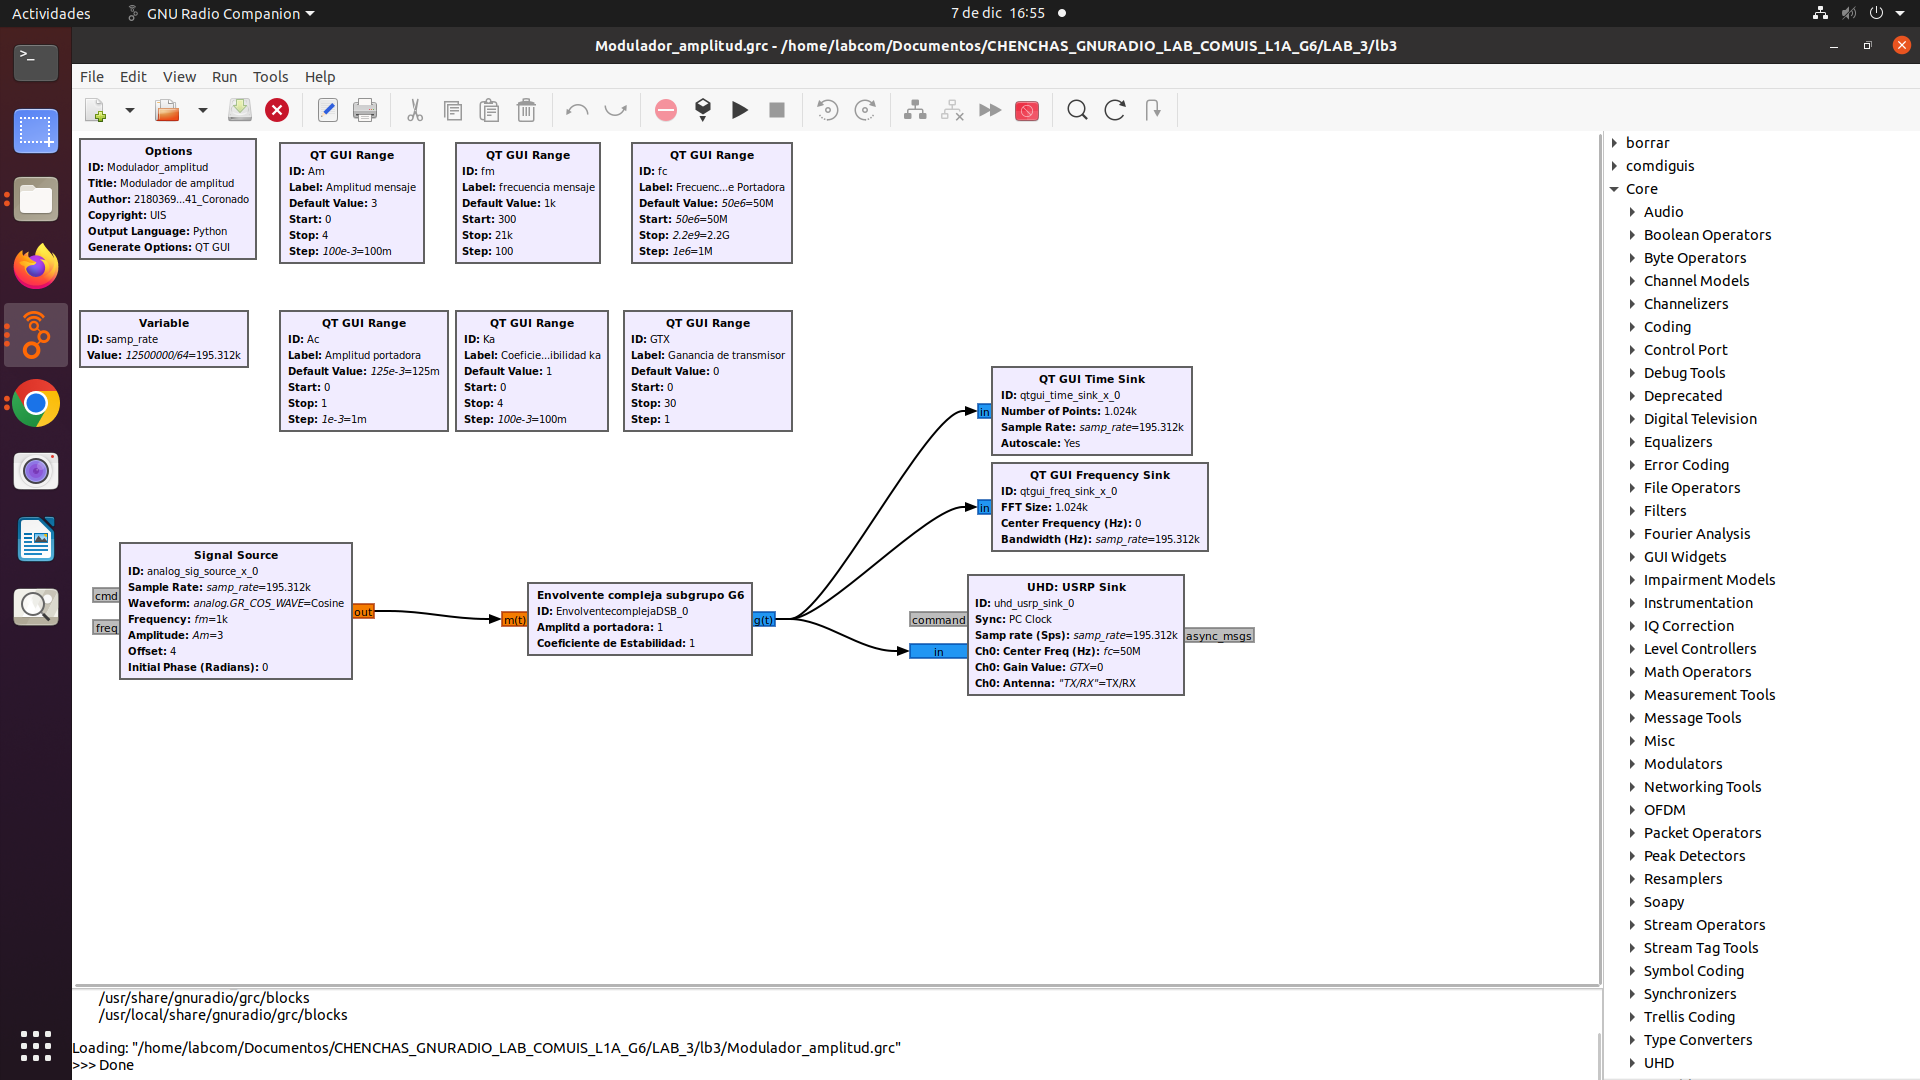 Actividades
GNU Radio Companion
7 de dic 16:55
Modulador_amplitud.grc - /home/labcom/Documentos/CHENCHAS_GNURADIO_LAB_COMUIS_L1A_G6/LAB_3/lb3
File Edit View Run Tools Help
Options
ID: Modulador_amplitud
Title: Modulador de amplitud
Author: 2180369...41_Coronado
Copyright: UIS
Output Language: Python
Generate Options: QT GUI
QT GUI Range
ID: Am
Label: Amplitud mensaje
Default Value: 3
Start: 0
Stop: 4
Step: 100e-3=100m
QT GUI Range
ID: fm
Label: frecuencia mensaje
Default Value: 1k
Start: 300
Stop: 21k
Step: 100
QT GUI Range
ID: fc
Label: Frecuenc...e Portadora
Default Value: 50e6=50M
Start: 50e6=50M
Stop: 2.2e9=2.2G
Step: 1e6=1M
Variable
ID: samp_rate
Value: 12500000/64=195.312k
QT GUI Range
ID: Ac
Label: Amplitud portadora
Default Value: 125e-3=125m
Start: 0
Stop: 1
Step: 1e-3=1m
QT GUI Range
ID: Ka
Label: Coeficie...ibilidad ka
Default Value: 1
Start: 0
Stop: 4
Step: 100e-3=100m
QT GUI Range
ID: GTX
Label: Ganancia de transmisor
Default Value: 0
Start: 0
Stop: 30
Step: 1
in
QT GUI Time Sink
ID: qtgui_time_sink_x_0
Number of Points: 1.024k
Sample Rate: samp_rate=195.312k
Autoscale: Yes
in
QT GUI Frequency Sink
ID: qtgui_freq_sink_x_0
FFT Size: 1.024k
Center Frequency (Hz): 0
Bandwidth (Hz): samp_rate=195.312k
cmd
freq
Signal Source
ID: analog_sig_source_x_0
Sample Rate: samp_rate=195.312k
Waveform: analog.GR_COS_WAVE=Cosine
Frequency: fm=1k
Amplitude: Am=3
Offset: 4
Initial Phase (Radians): 0
out
m(t)
Envolvente compleja subgrupo G6
ID: EnvolventecomplejaDSB_0
Amplitd a portadora: 1
Coeficiente de Estabilidad: 1
g(t)
command
in
UHD: USRP Sink
ID: uhd_usrp_sink_0
Sync: PC Clock
Samp rate (Sps): samp_rate=195.312k
Ch0: Center Freq (Hz): fc=50M
Ch0: Gain Value: GTX=0
Ch0: Antenna: "TX/RX"=TX/RX
async_msgs
borrar
comdiguis
Core
Audio
Boolean Operators
Byte Operators
Channel Models
Channelizers
Coding
Control Port
Debug Tools
Deprecated
Digital Television
Equalizers
Error Coding
File Operators
Filters
Fourier Analysis
GUI Widgets
Impairment Models
Instrumentation
IQ Correction
Level Controllers
Math Operators
Measurement Tools
Message Tools
Misc
Modulators
Networking Tools
OFDM
Packet Operators
Peak Detectors
Resamplers
Soapy
Stream Operators
Stream Tag Tools
Symbol Coding
Synchronizers
Trellis Coding
Type Converters
UHD
/usr/share/gnuradio/grc/blocks
/usr/local/share/gnuradio/grc/blocks
Loading: "/home/labcom/Documentos/CHENCHAS_GNURADIO_LAB_COMUIS_L1A_G6/LAB_3/lb3/Modulador_amplitud.grc"
>>> Done